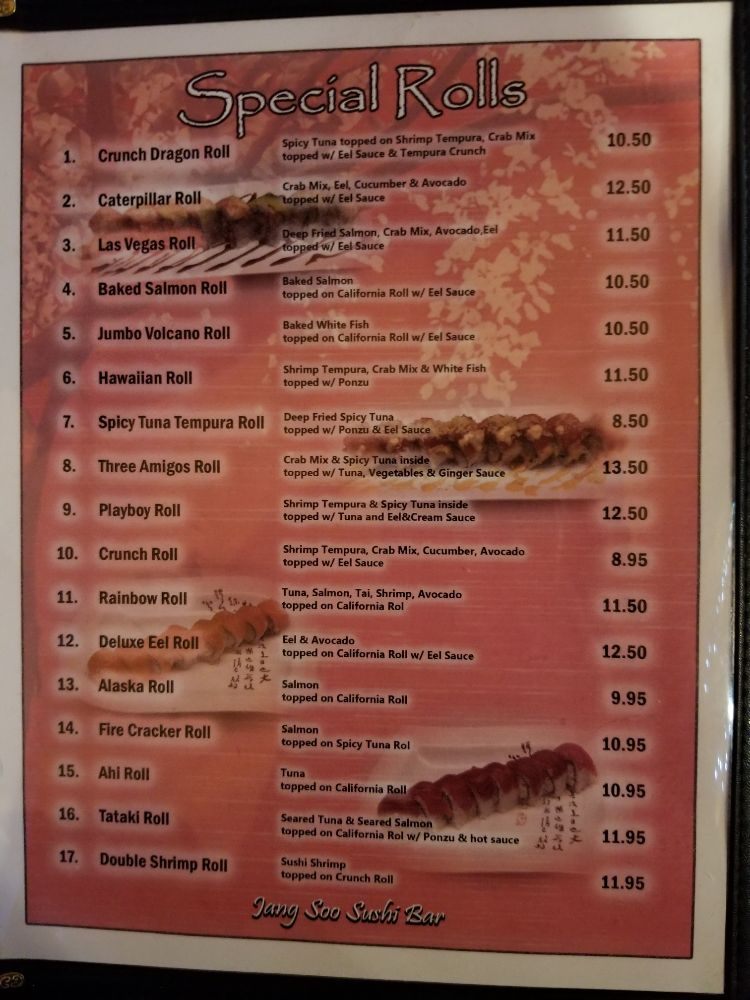 Special Rolls
1. Crunch Dragon Roll Spicy Tuna topped on Shrimp Tempura, Crab Mix 10.50
topped w/ Eel Sauce & Tempura Crunch
2. Caterpillar Roll Crab Mix, Eel, Cucumber & Avocado 12.50
topped w/ Eel Sauce
3. Las Vegas Roll Deep Fried Salmon, Crab Mix, Avocado,Eel 11.50
topped w/ Eel Sauce
4. Baked Salmon Roll Baked Salmon 10.50
topped on California Roll w/ Eel Sauce
5. Jumbo Volcano Roll Baked White Fish 10.50
topped on California Roll w/ Eel Sauce
6. Hawaiian Roll Shrimp Tempura, Crab Mix & White Fish 11.50
topped w/ Ponzu
7. Spicy Tuna Tempura Roll Deep Fried Spicy Tuna 8.50
topped w/ Ponzu & Eel Sauce
8. Three Amigos Roll Crab Mix & Spicy Tuna inside 13.50
topped w/ Tuna, Vegetables & Ginger Sauce
9. Playboy Roll Shrimp Tempura & Spicy Tuna inside 12.50
topped w/ Tuna and Eel&Cream Sauce
10. Crunch Roll Shrimp Tempura, Crab Mix, Cucumber, Avocado 8.95
topped w/ Eel Sauce
11. Rainbow Roll Tuna, Salmon, Tai, Shrimp, Avocado 11.50
topped on California Rol
12. Deluxe Eel Roll Eel & Avocado 12.50
topped on California Roll w/ Eel Sauce
13. Alaska Roll Salmon 9.95
topped on California Roll
14. Fire Cracker Roll Salmon 10.95
topped on Spicy Tuna Rol
15. Ahi Roll Tuna 10.95
topped on California Roll
16. Tataki Roll Seared Tuna & Seared Salmon 11.95
topped on California Rol w/ Ponzu & hot sauce
17. Double Shrimp Roll Sushi Shrimp 11.95
topped on Crunch Roll
Jang Soo Sushi Bar